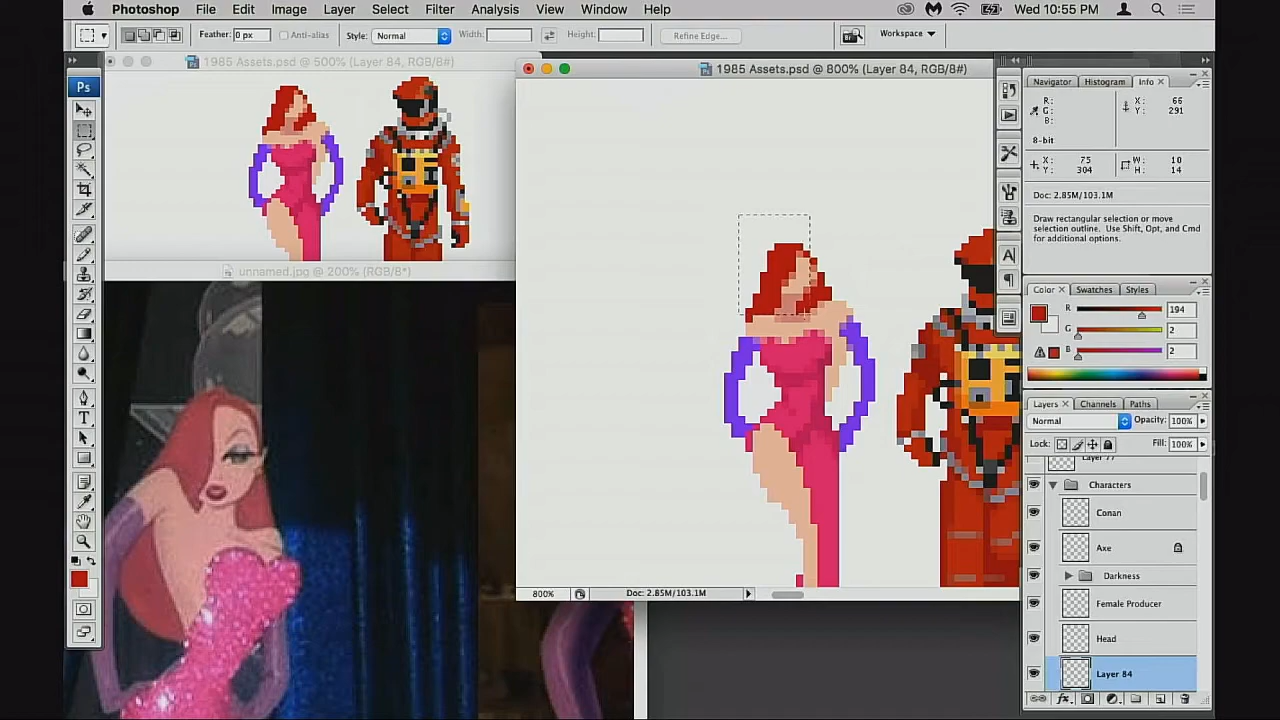 Photoshop File Edit Image Layer Select Filter Analysis View Window Help Wed 10:55 PM
Feather: 0 px Anti-alias Style: Normal Width: Height: Refine Edge... Workspace
1985 Assets.psd @ 500% (Layer 84, RGB/8#)
1985 Assets.psd @ 800% (Layer 84, RGB/8#)
Navigator Histogram Info
Ps
R: X: 66
G: Y: 291
B:
8-bit
X: 75 W: 10
Y: 304 H: 14
Doc: 2.85M/103.1M
Draw rectangular selection or move
selection outline. Use Shift, Opt, and Cmd
for additional options.
unnamed.jpg @ 200% (RGB/8*)
Color Swatches Styles
R 194
G 2
B 2
Layers Channels Paths
Normal Opacity: 100%
Lock: Fill: 100%
Layer 77
Characters
Conan
Axe
Darkness
Female Producer
Head
Layer 84
800% Doc: 2.85M/103.1M